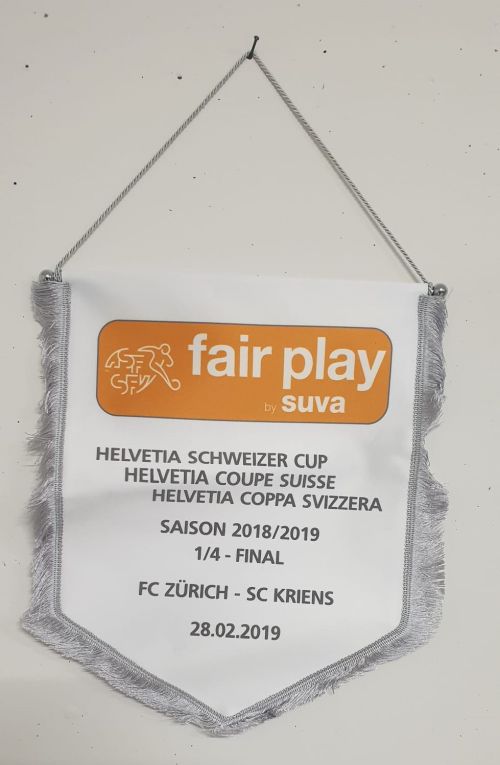 ASF
SFV
fair play
by suva
HELVETIA SCHWEIZER CUP
HELVETIA COUPE SUISSE
HELVETIA COPPA SVIZZERA
SAISON 2018/2019
1/4 - FINAL
FC ZÜRICH - SC KRIENS
28.02.2019